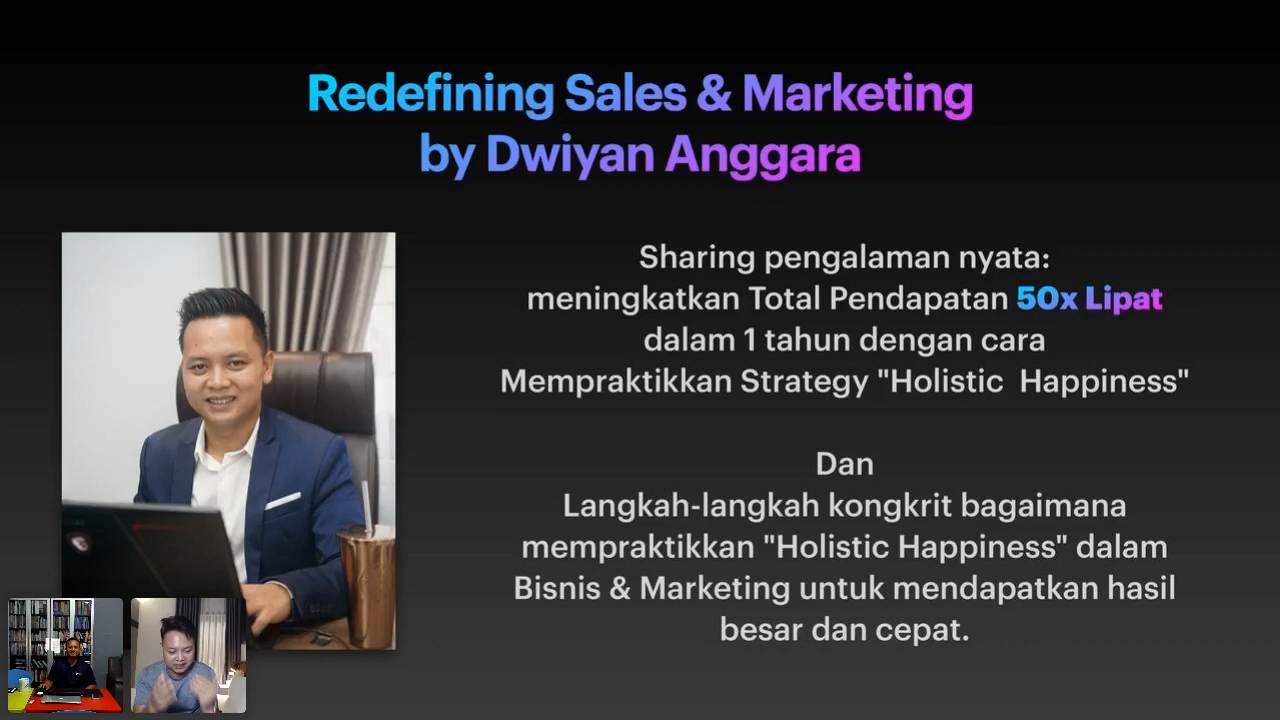 Redefining Sales & Marketing
by Dwiyan Anggara
Sharing pengalaman nyata:
meningkatkan Total Pendapatan 50x Lipat
dalam 1 tahun dengan cara
Mempraktikkan Strategy "Holistic Happiness"
Dan
Langkah-langkah kongkrit bagaimana
mempraktikkan "Holistic Happiness" dalam
Bisnis & Marketing untuk mendapatkan hasil
besar dan cepat.